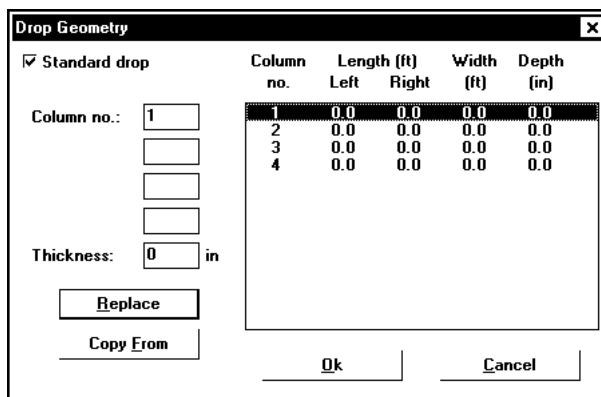 Drop Geometry
Standard drop
Column no.: 1
Thickness: 0 in
Replace
Copy From
Column Length (ft) Width Depth
no. Left Right (ft) (in)
1 0.0 0.0 0.0 0.0
2 0.0 0.0 0.0 0.0
3 0.0 0.0 0.0 0.0
4 0.0 0.0 0.0 0.0
Ok Cancel